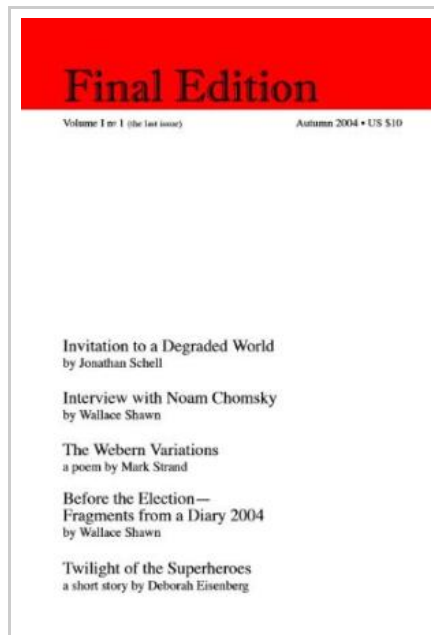 Final Edition
Volume I nº 1 (the last issue) Autumn 2004 • US $10
Invitation to a Degraded World
by Jonathan Schell
Interview with Noam Chomsky
by Wallace Shawn
The Webern Variations
a poem by Mark Strand
Before the Election—
Fragments from a Diary 2004
by Wallace Shawn
Twilight of the Superheroes
a short story by Deborah Eisenberg